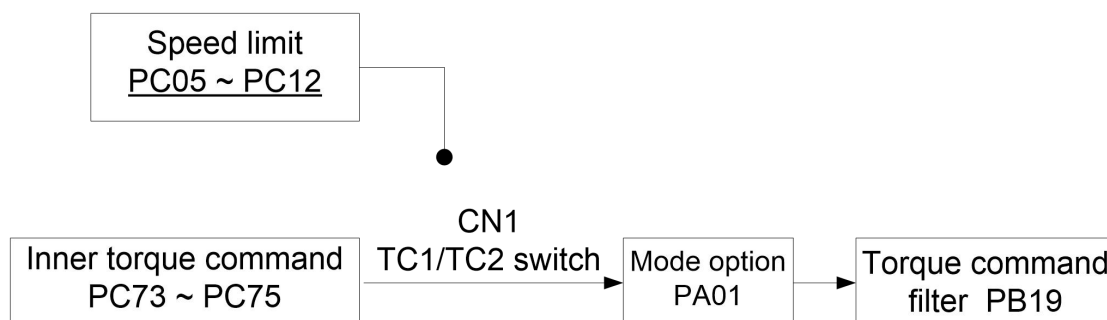 Speed limit
PC05 ~ PC12
CN1
TC1/TC2 switch
Inner torque command
PC73 ~ PC75
Mode option
PA01
Torque command
filter PB19